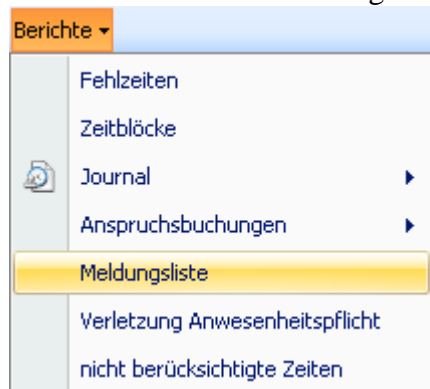 Berichte
Fehlzeiten
Zeitblöcke
Journal
Anspruchsbuchungen
Meldungsliste
Verletzung Anwesenheitspflicht
nicht berücksichtigte Zeiten